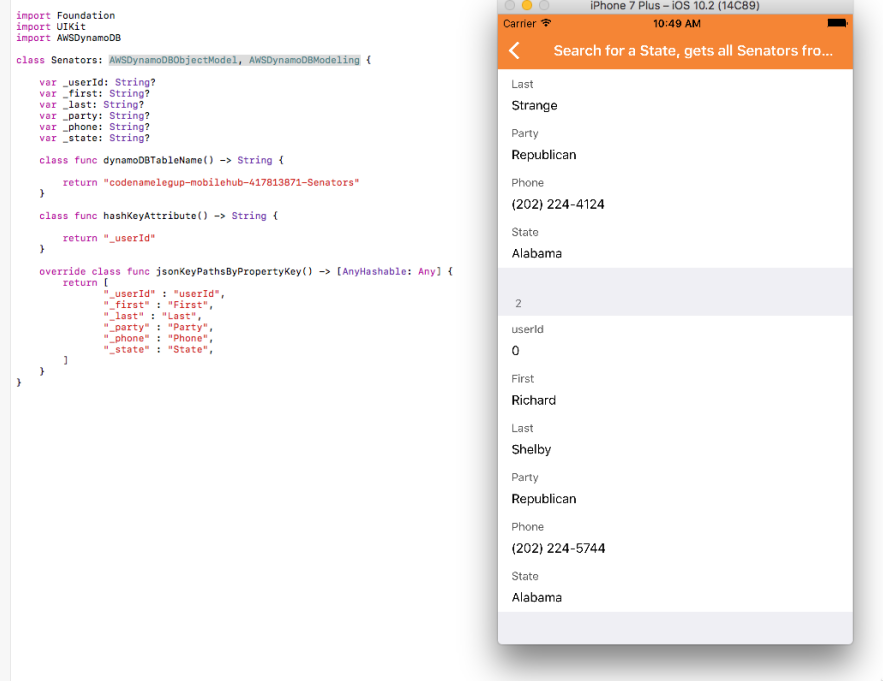 import Foundation
import UIKit
import AWSDynamoDB
class Senators: AWSDynamoDBObjectModel, AWSDynamoDBModeling {
var _userId: String?
var _first: String?
var _last: String?
var _party: String?
var _phone: String?
var _state: String?
class func dynamoDBTableName() -> String {
return "codenamelegup-mobilehub-417813871-Senators"
}
class func hashKeyAttribute() -> String {
return "_userId"
}
override class func jsonKeyPathsByPropertyKey() -> [AnyHashable: Any] {
return [
"_userId" : "userId",
"_first" : "First",
"_last" : "Last",
"_party" : "Party",
"_phone" : "Phone",
"_state" : "State",
]
}
}
iPhone 7 Plus – iOS 10.2 (14C89)
Carrier 10:49 AM
Search for a State, gets all Senators fro...
Last
Strange
Party
Republican
Phone
(202) 224-4124
State
Alabama
2
userId
0
First
Richard
Last
Shelby
Party
Republican
Phone
(202) 224-5744
State
Alabama